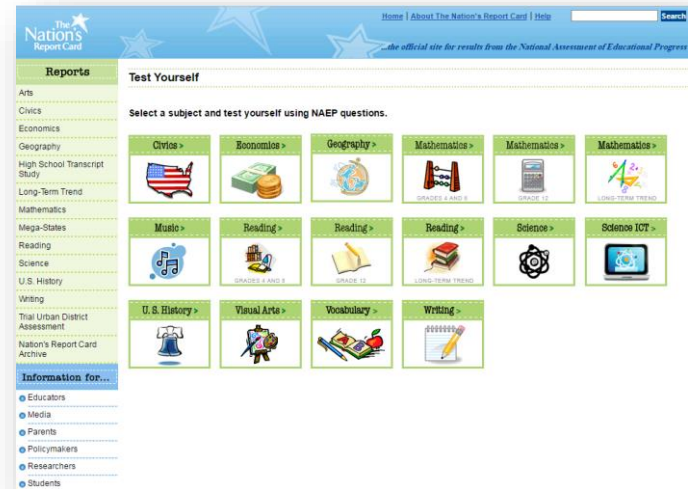 The
Nation's
Report Card
Home | About The Nation's Report Card | Help
Search
...the official site for results from the National Assessment of Educational Progress
Reports
Arts
Civics
Economics
Geography
High School Transcript
Study
Long-Term Trend
Mathematics
Mega-States
Reading
Science
U.S. History
Writing
Trial Urban District
Assessment
Nation's Report Card
Archive
Information for...
Educators
Media
Parents
Policymakers
Researchers
Students
Test Yourself
Select a subject and test yourself using NAEP questions.
Civics >
Economics >
Geography >
Mathematics >
GRADES 4 AND 8
Mathematics >
GRADE 12
Mathematics >
LONG-TERM TREND
Music >
Reading >
GRADES 4 AND 8
Reading >
GRADE 12
Reading >
LONG-TERM TREND
Science >
Science ICT >
U. S. History >
Visual Arts >
Vocabulary >
Writing >